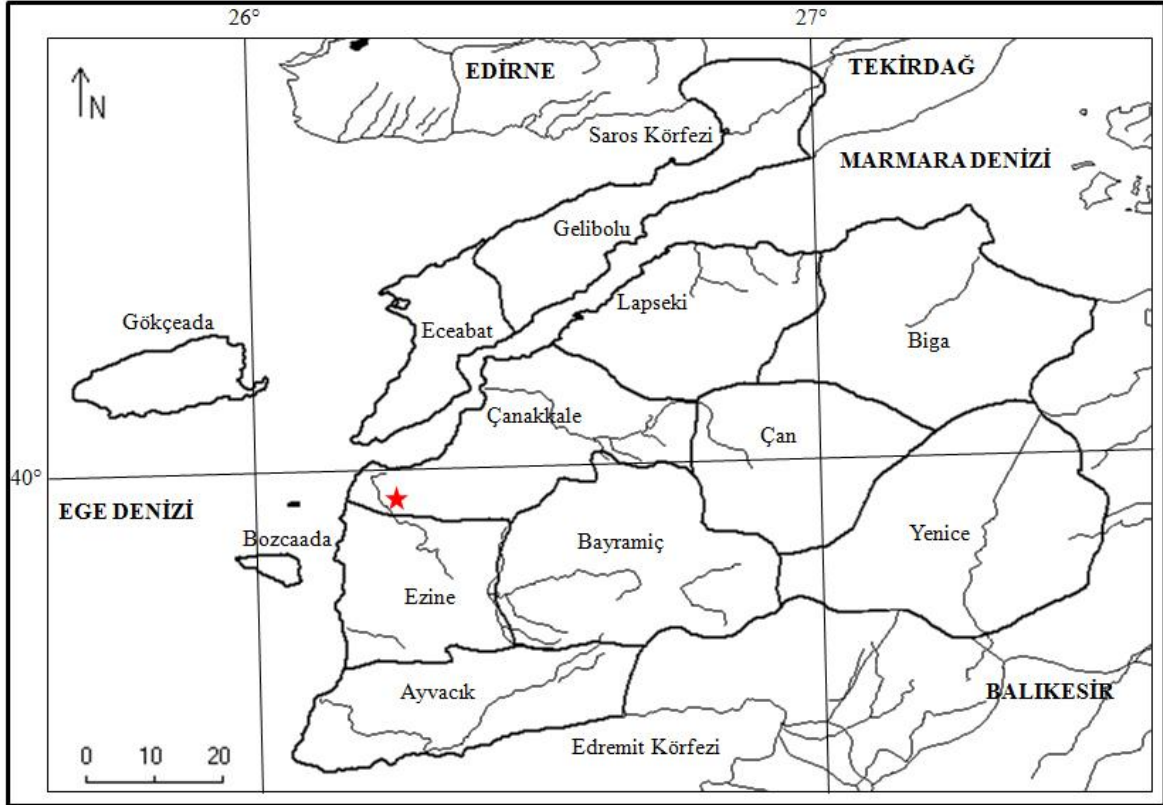 26°
27°
EDİRNE
TEKİRDAĞ
N
Saros Körfezi
MARMARA DENİZİ
Gelibolu
Lapseki
Gökçeada
Eceabat
Biga
Çanakkale
Çan
40°
EGE DENİZİ
Bozcaada
Bayramiç
Yenice
Ezine
Ayvacık
BALIKESİR
Edremit Körfezi
0 10 20